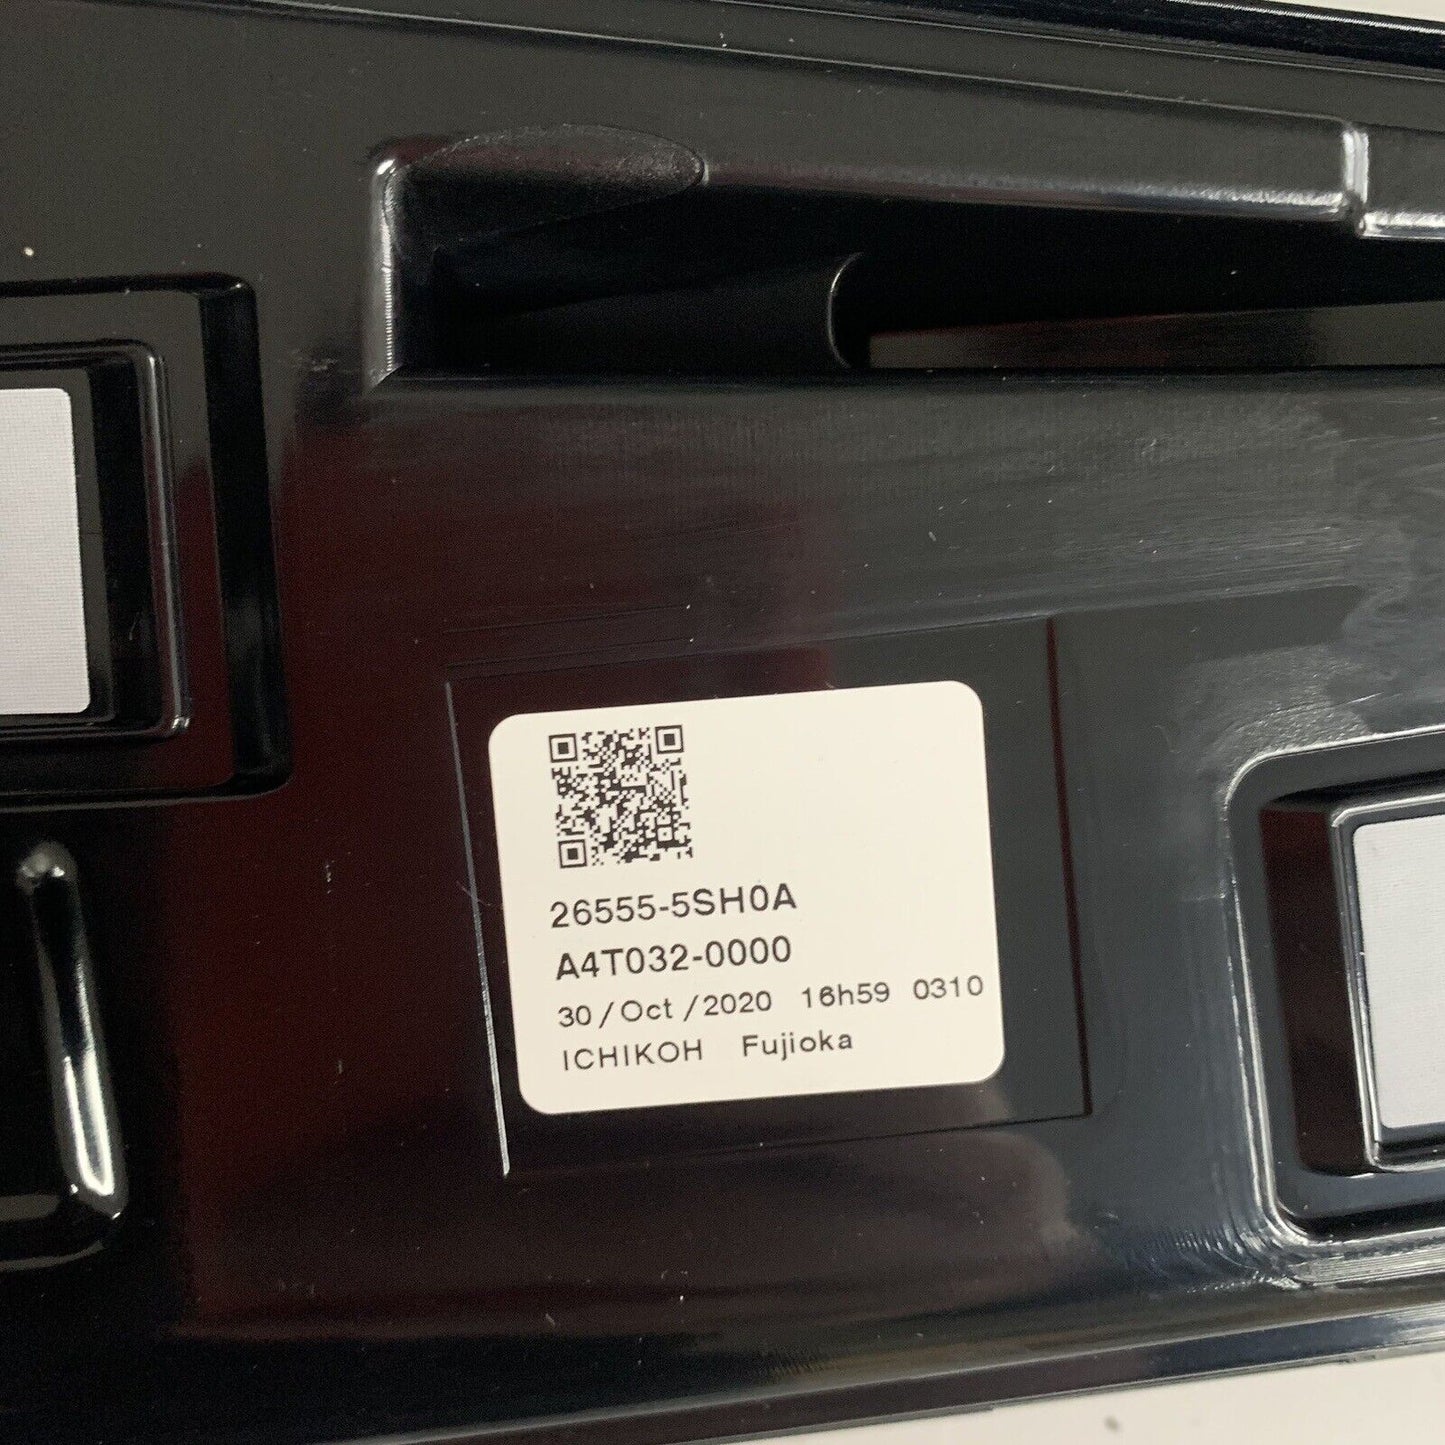 26555-5SH0A
A4T032-0000
30/Oct/2020 16h59 0310
ICHIKOH Fujioka